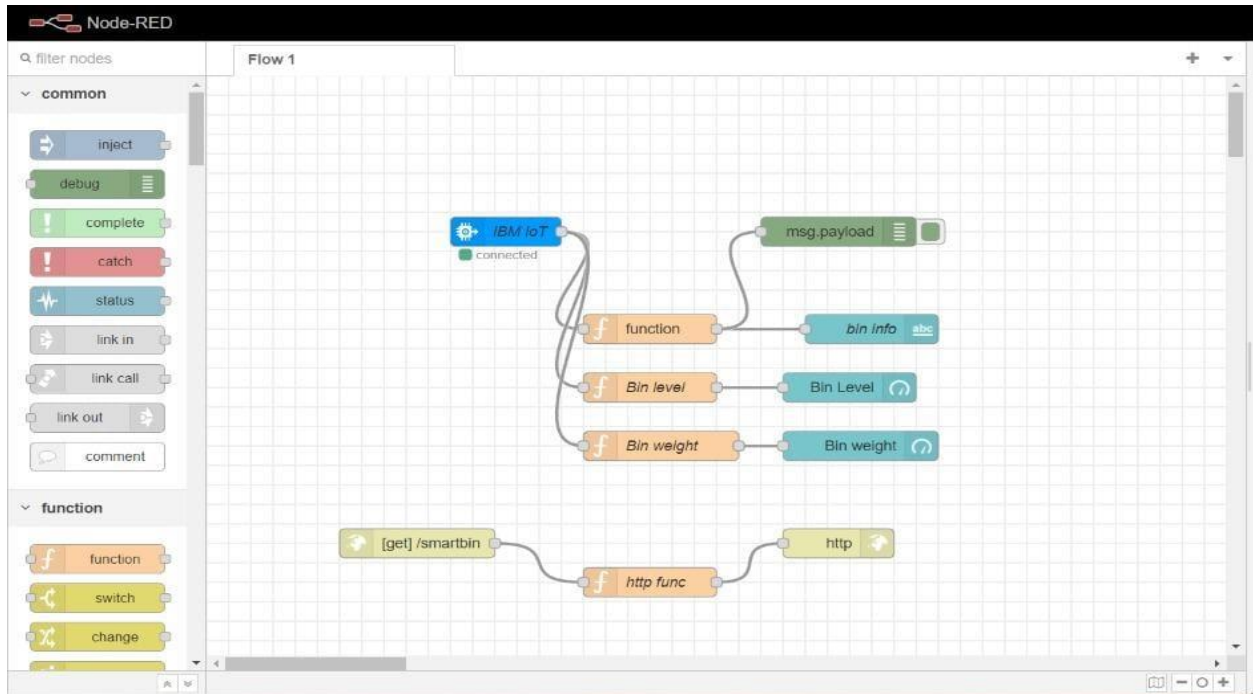 Node-RED
filter nodes
Flow 1
common
inject
debug
complete
catch
status
link in
link call
link out
comment
function
function
switch
change
IBM IoT
connected
msg.payload
function
bin info
abc
Bin level
Bin Level
Bin weight
Bin weight
[get] /smartbin
http
http func